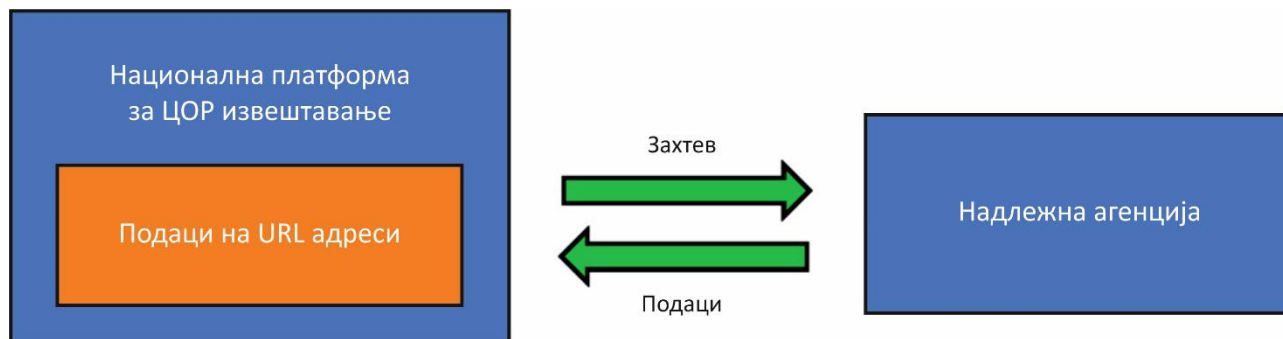 Национална платформа
за ЦОР извештавање
Подаци на URL адреси
Захтев
Подаци
Надлежна агенција